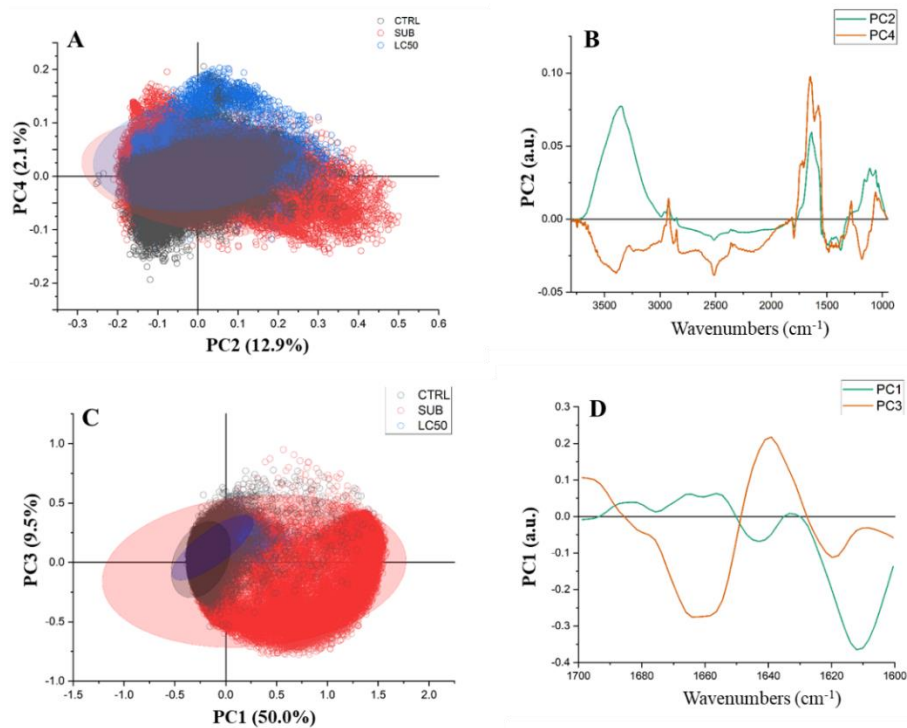 A
CTRL
SUB
LC50
PC4 (2.1%)
0.2
0.1
0.0
-0.1
-0.2
-0.3 -0.2 -0.1 0.0 0.1 0.2 0.3 0.4 0.5 0.6
PC2 (12.9%)
B
PC2
PC4
PC2 (a.u.)
0.10
0.05
0.00
-0.05
3500 3000 2500 2000 1500 1000
Wavenumbers (cm-1)
C
CTRL
SUB
LC50
PC3 (9.5%)
1.0
0.5
0.0
-0.5
-1.0
-1.5 -1.0 -0.5 0.0 0.5 1.0 1.5 2.0
PC1 (50.0%)
D
PC1
PC3
PC1 (a.u.)
0.3
0.2
0.1
0.0
-0.1
-0.2
-0.3
-0.4
1700 1680 1660 1640 1620 1600
Wavenumbers (cm-1)